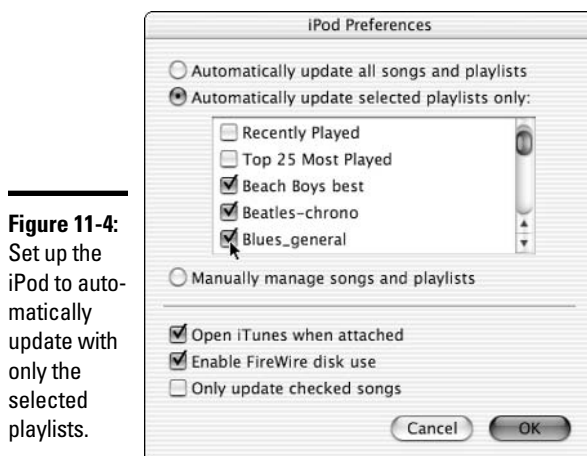 iPod Preferences
Automatically update all songs and playlists
Automatically update selected playlists only:
Recently Played
Top 25 Most Played
Beach Boys best
Beatles-chrono
Blues_general
Manually manage songs and playlists
Open iTunes when attached
Enable FireWire disk use
Only update checked songs
Cancel OK
Figure 11-4:
Set up the
iPod to auto-
matically
update with
only the
selected
playlists.